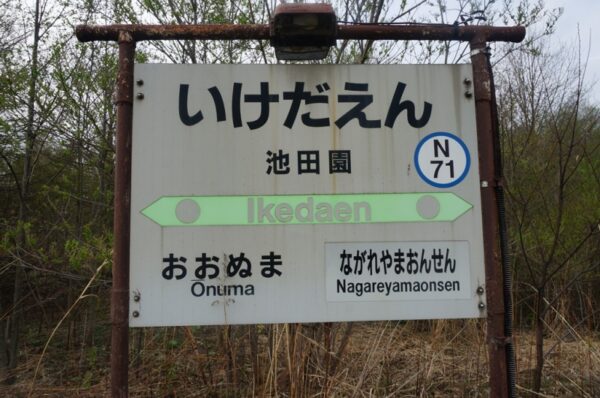 いけだえん
池田園
N
71
Ikedaen
おおぬま
Ōnuma
ながれやまおんせん
Nagareyamaonsen